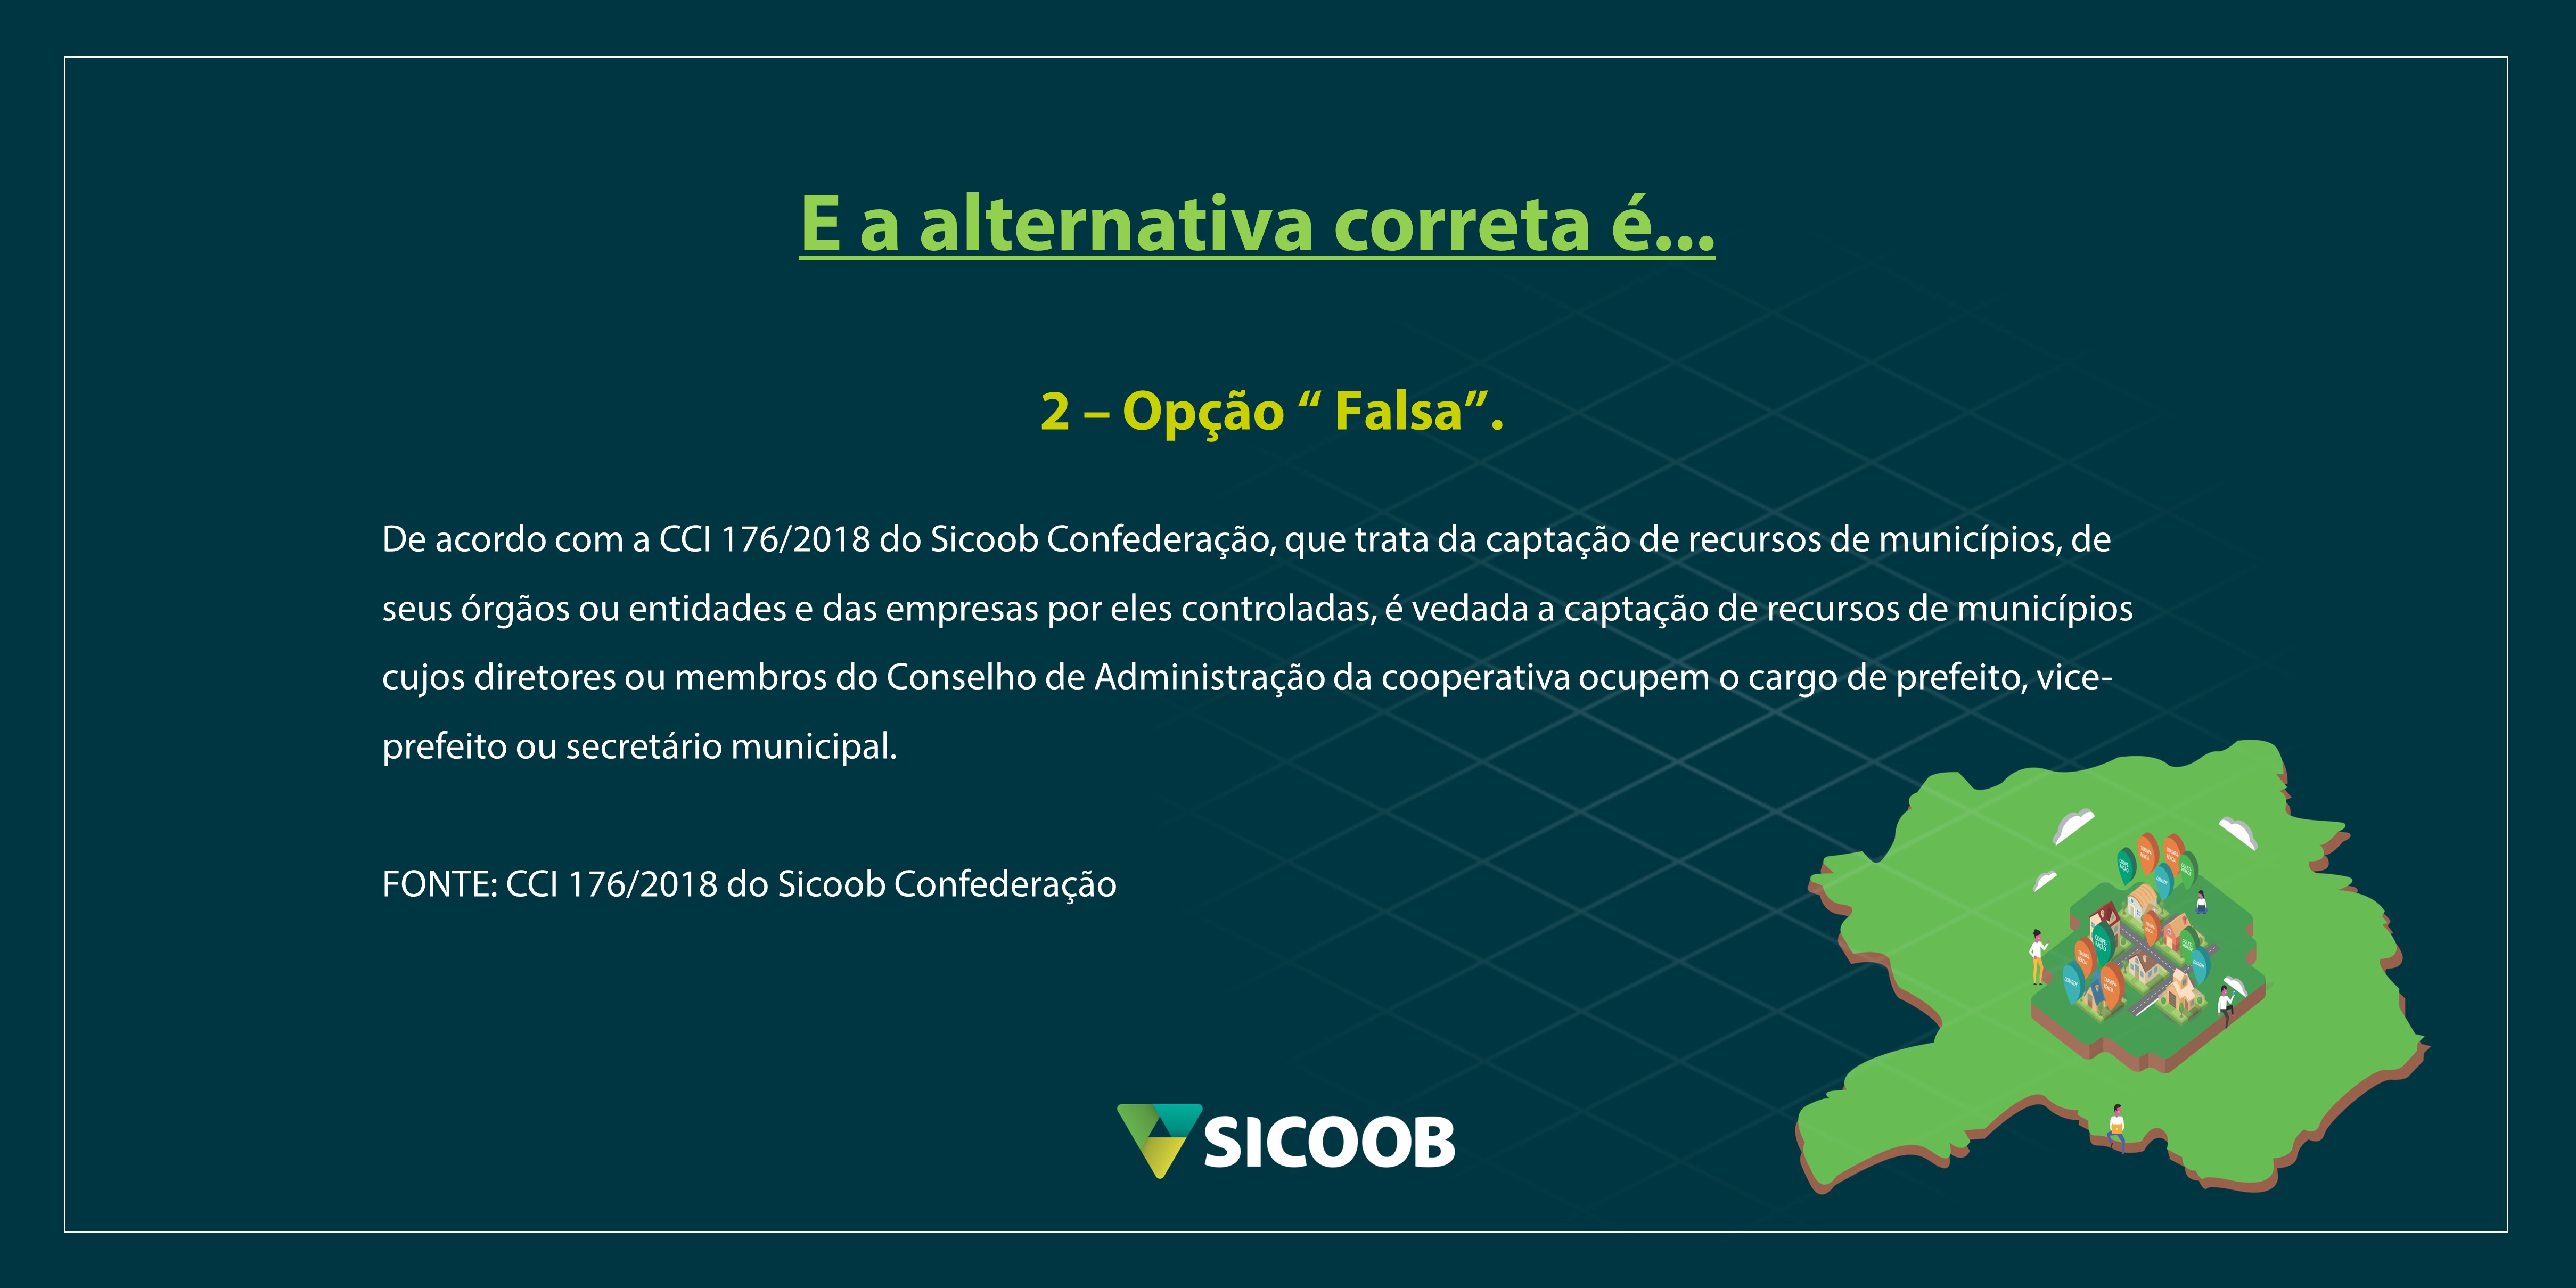 E a alternativa correta é...
2 – Opção “ Falsa”.
De acordo com a CCI 176/2018 do Sicoob Confederação, que trata da captação de recursos de municípios, de
seus órgãos ou entidades e das empresas por eles controladas, é vedada a captação de recursos de municípios
cujos diretores ou membros do Conselho de Administração da cooperativa ocupem o cargo de prefeito, vice-
prefeito ou secretário municipal.
FONTE: CCI 176/2018 do Sicoob Confederação
SICOOB